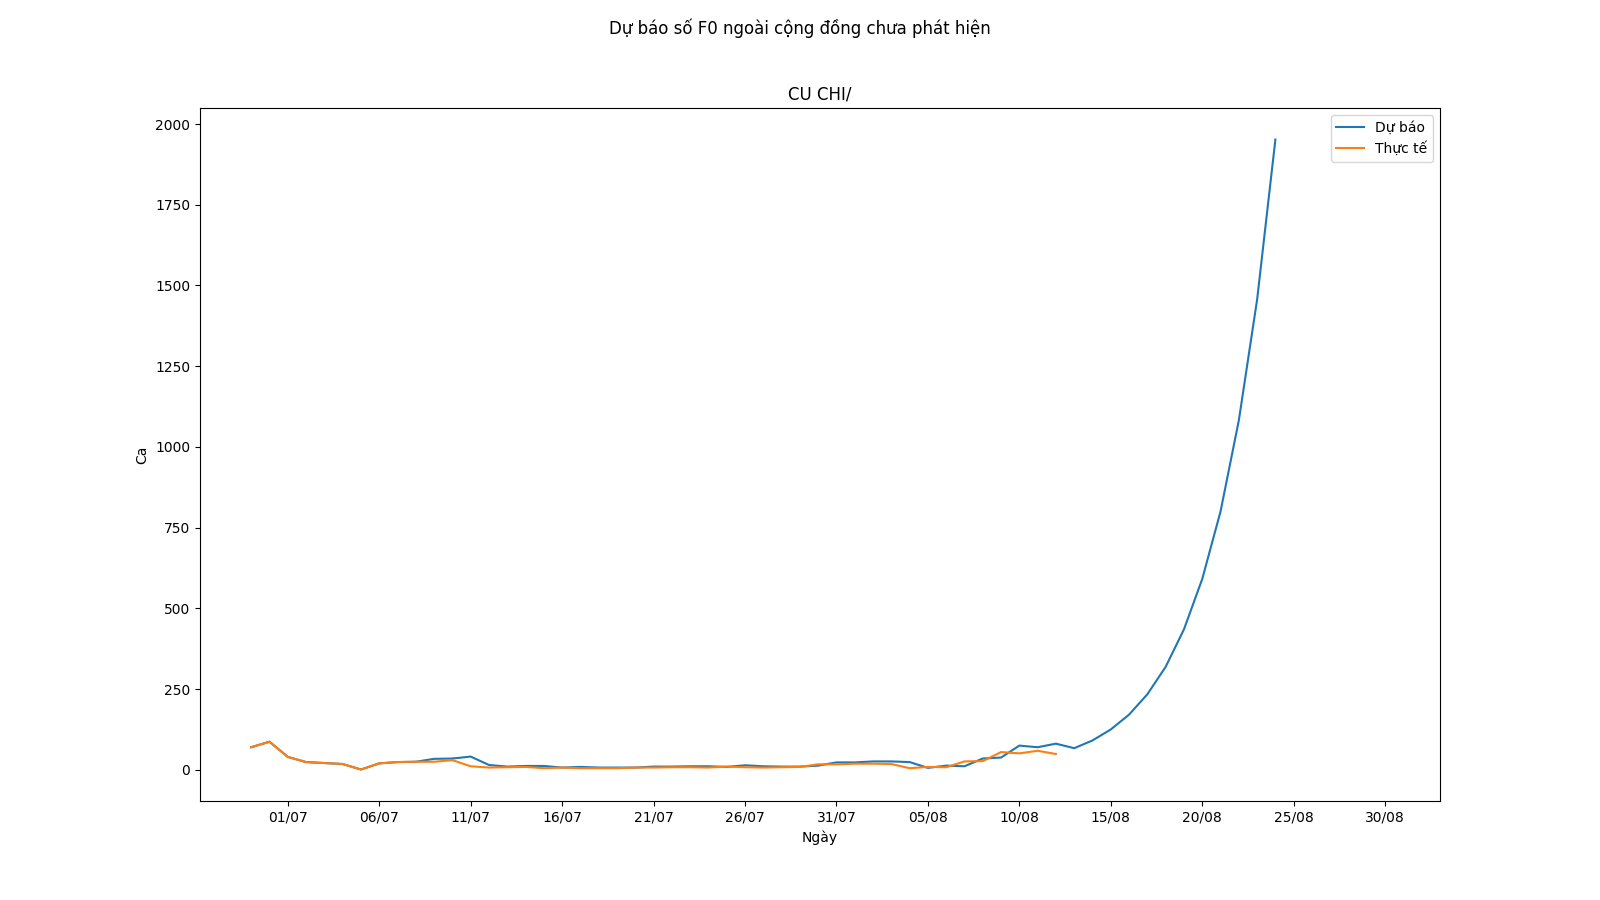 Dự báo số F0 ngoài cộng đồng chưa phát hiện
CU CHI/
Dự báo
Thực tế
2000
1750
1500
1250
1000
750
500
250
0
Ca
01/07 06/07 11/07 16/07 21/07 26/07 31/07 05/08 10/08 15/08 20/08 25/08 30/08
Ngày